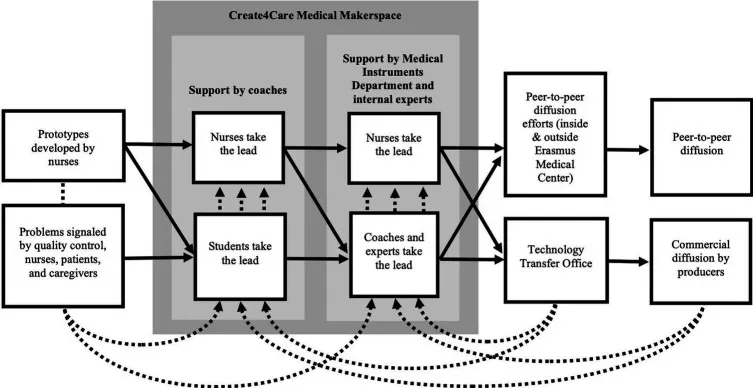 Create4Care Medical Makerspace
Support by coaches
Support by Medical
Instruments
Department and
internal experts
Prototypes
developed by
nurses
Nurses take
the lead
Nurses take
the lead
Peer-to-peer
diffusion
efforts (inside
& outside
Erasmus
Medical
Center)
Peer-to-peer
diffusion
Problems signaled
by quality control,
nurses, patients,
and caregivers
Students take
the lead
Coaches and
experts take
the lead
Technology
Transfer Office
Commercial
diffusion by
producers